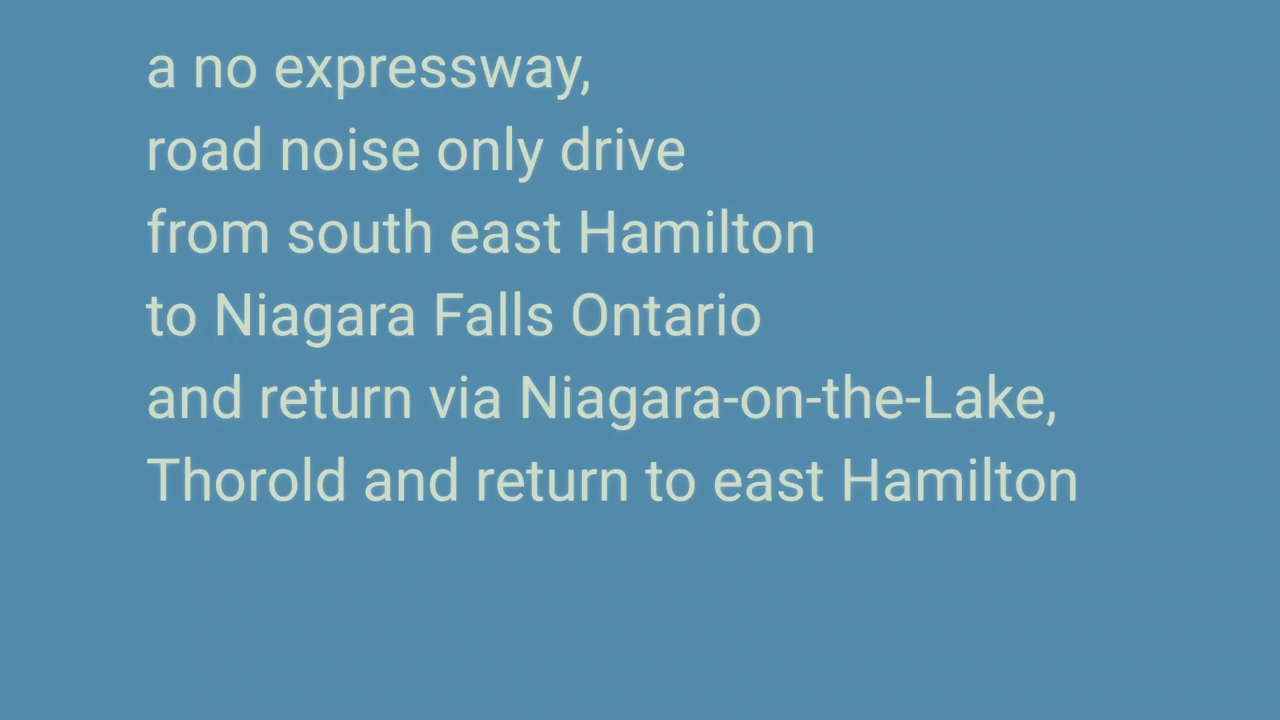 a no expressway,
road noise only drive
from south east Hamilton
to Niagara Falls Ontario
and return via Niagara-on-the-Lake,
Thorold and return to east Hamilton